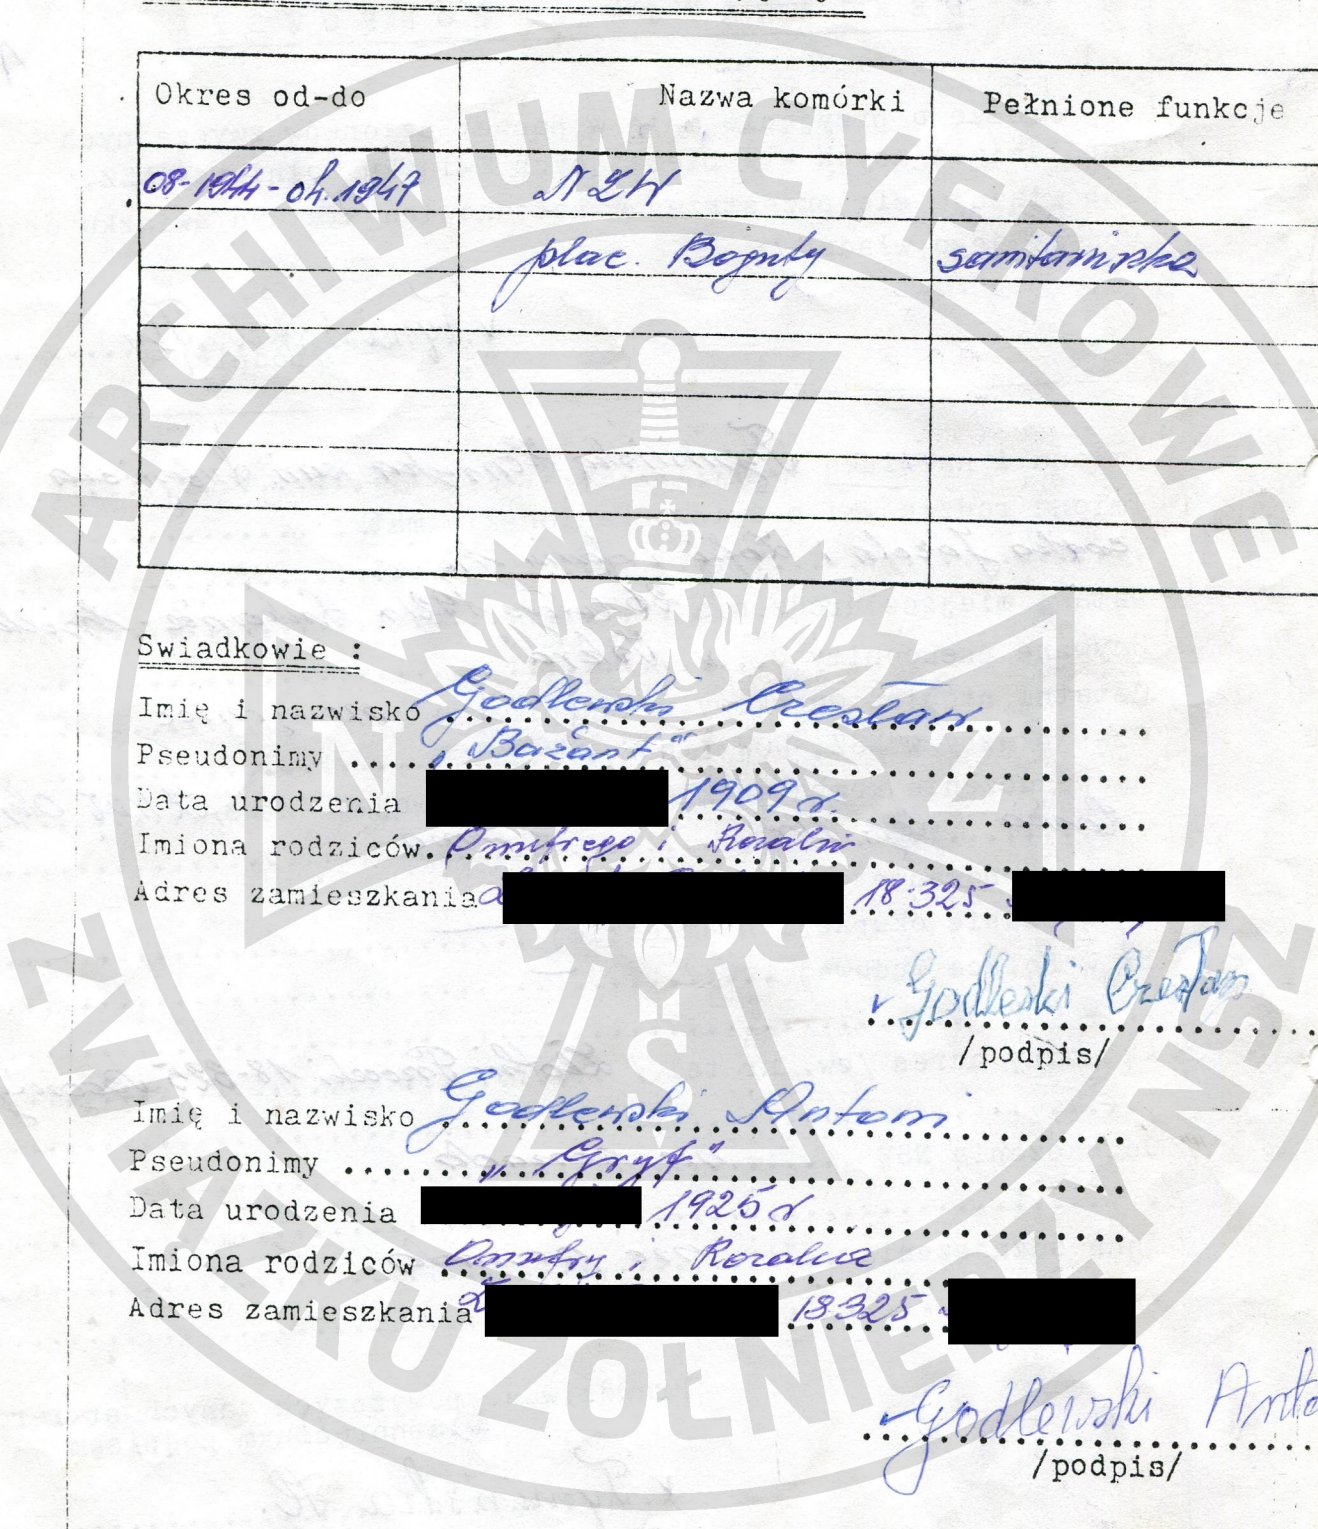 Okres od-do Nazwa komórki Pełnione funkcje
08-1944-04.1947 NZW
plac. Boguty sanitariuszka
Swiadkowie :
Imię i nazwisko Godlewski Czesław
Pseudonimy "Bażant"
Data urodzenia 1909 r.
Imiona rodziców Onufrego i Rozalii
Adres zamieszkania 18-325
Godleski Czesław
/podpis/
Imię i nazwisko Godlewski Antoni
Pseudonimy "Gryf"
Data urodzenia 1925 r
Imiona rodziców Onufry i Rozalia
Adres zamieszkania 18325
Godlewski Anto
/podpis/
ARCHIWUM CYFROWE
ZWIĄZKU ŻOŁNIERZY NSZ
N Z
S